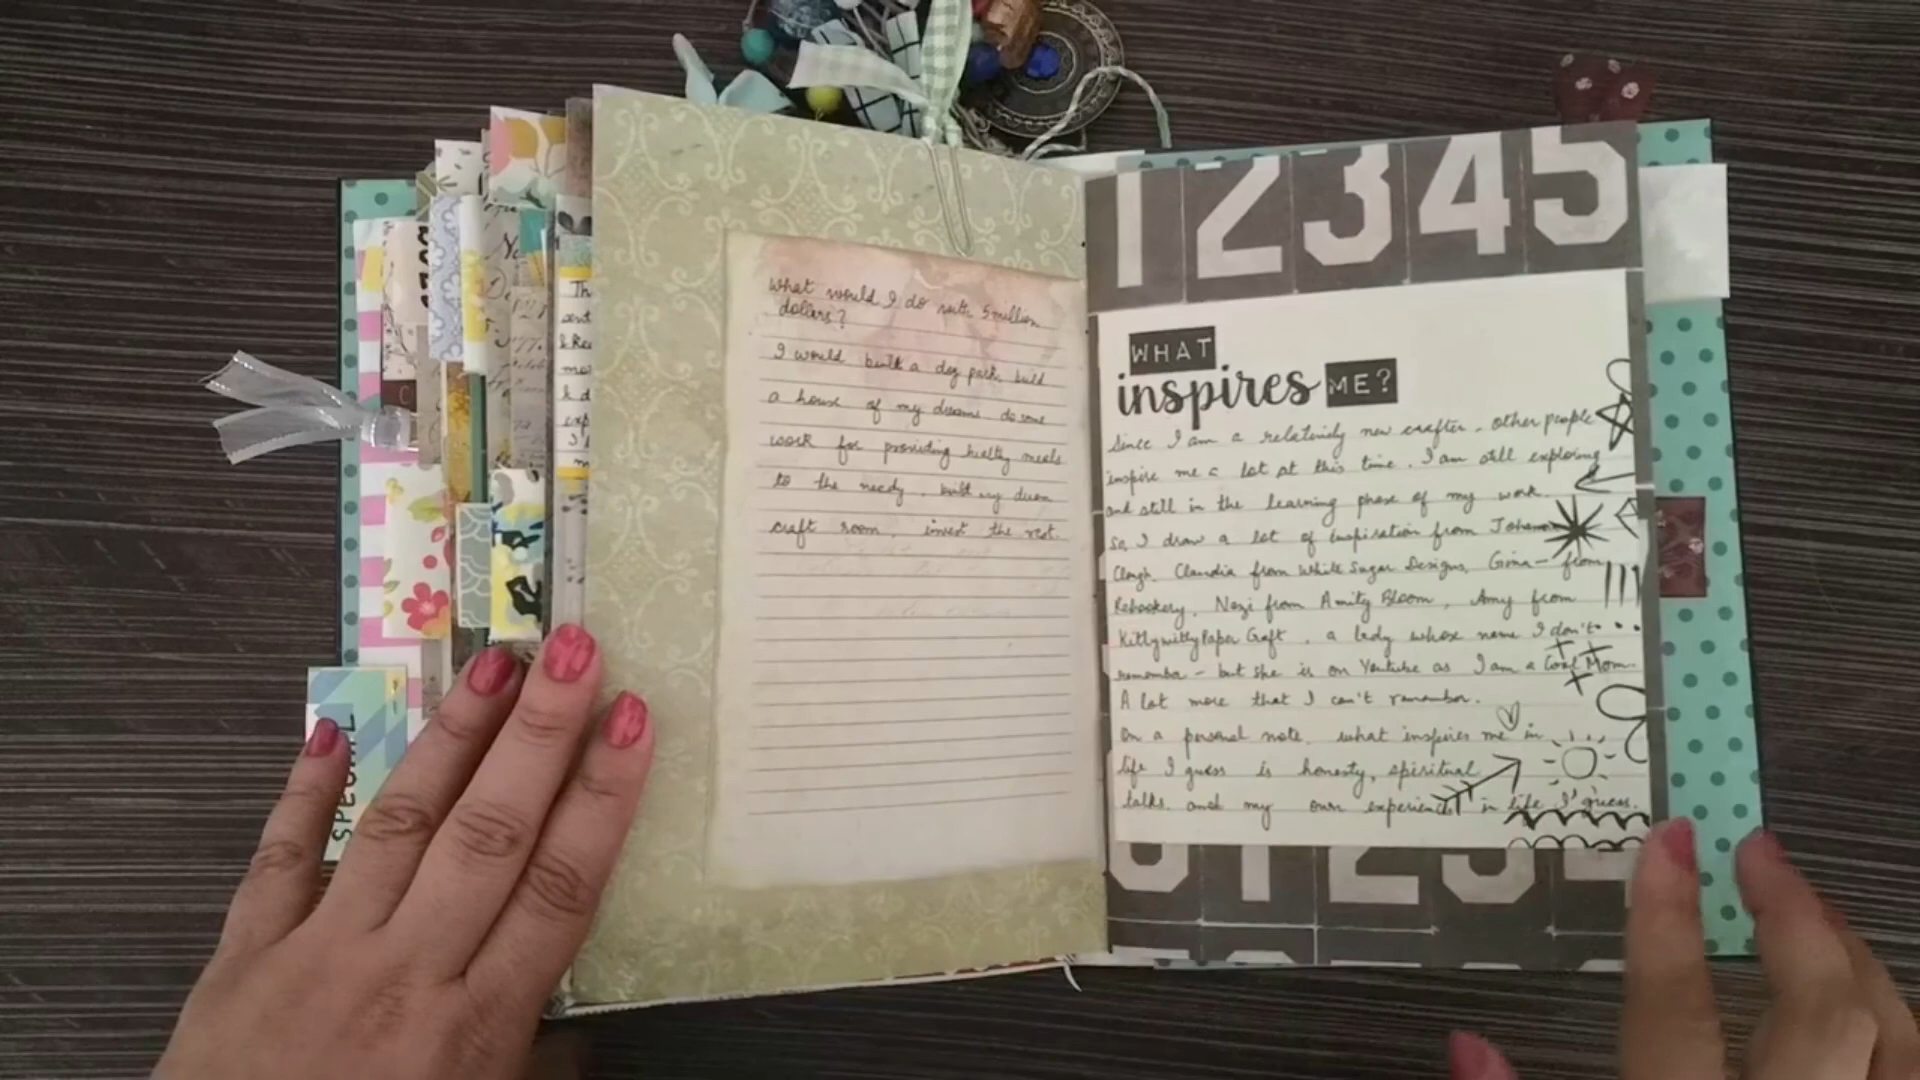 What would I do with 5 million
dollars?
I would built a dog park, build
a house of my dreams, do some
work for providing healthy meals
to the needy, built my dream
craft room, invest the rest.
12345
WHAT
inspires ME?
Since I am a relatively new crafter, other people
inspire me a lot at this time. I am still exploring
and still in the learning phase of my work.
So, I draw a lot of inspiration from
Clough, Claudia from White Sugar Designs, Gina - from
Rebookery, Nazi from Amity Bloom, Amy from
KittywittyPaper Craft, a lady whose name I don't
remember - but she is on Youtube as I am a Cool Mom.
A lot more that I can't remember.
On a personal note, what inspires me in
life I guess is honesty, spiritual
talks and my own experiences in life I guess.
SPECIAL